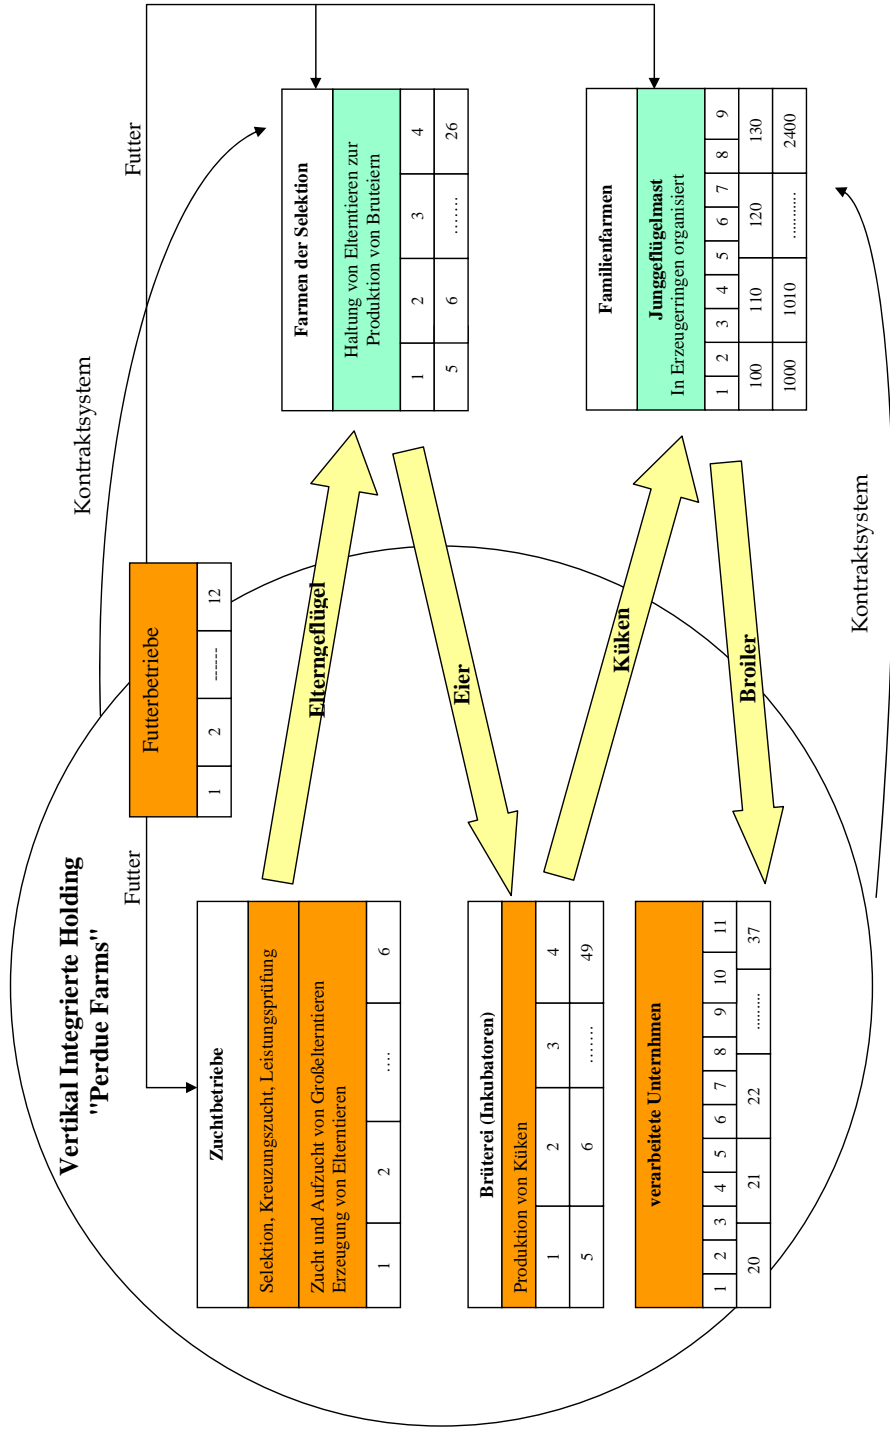 Vertikal Integrierte Holding
"Perdue Farms"
Futter
Futterbetriebe
1 2 ------ 12
Futter
Kontraktsystem
Zuchtbetriebe
Selektion, Kreuzungszucht, Leistungsprüfung
Zucht und Aufzucht von Großelterntieren
Erzeugung von Elterntieren
1 2 .... 6
Elterngeflügel
Farmen der Selektion
Haltung von Elterntieren zur
Produktion von Bruteiern
1 2 3 4
5 6 ........ 26
Eier
Brüterei (Inkubatoren)
Produktion von Küken
1 2 3 4
5 6 ........ 49
Küken
Familienfarmen
Junggeflügelmast
In Erzeugerringen organisiert
1 2 3 4 5 6 7 8 9
100 110 120 130
1000 1010 ............ 2400
Broiler
verarbeitete Unternhmen
1 2 3 4 5 6 7 8 9 10 11
20 21 22 ......... 37
Kontraktsystem